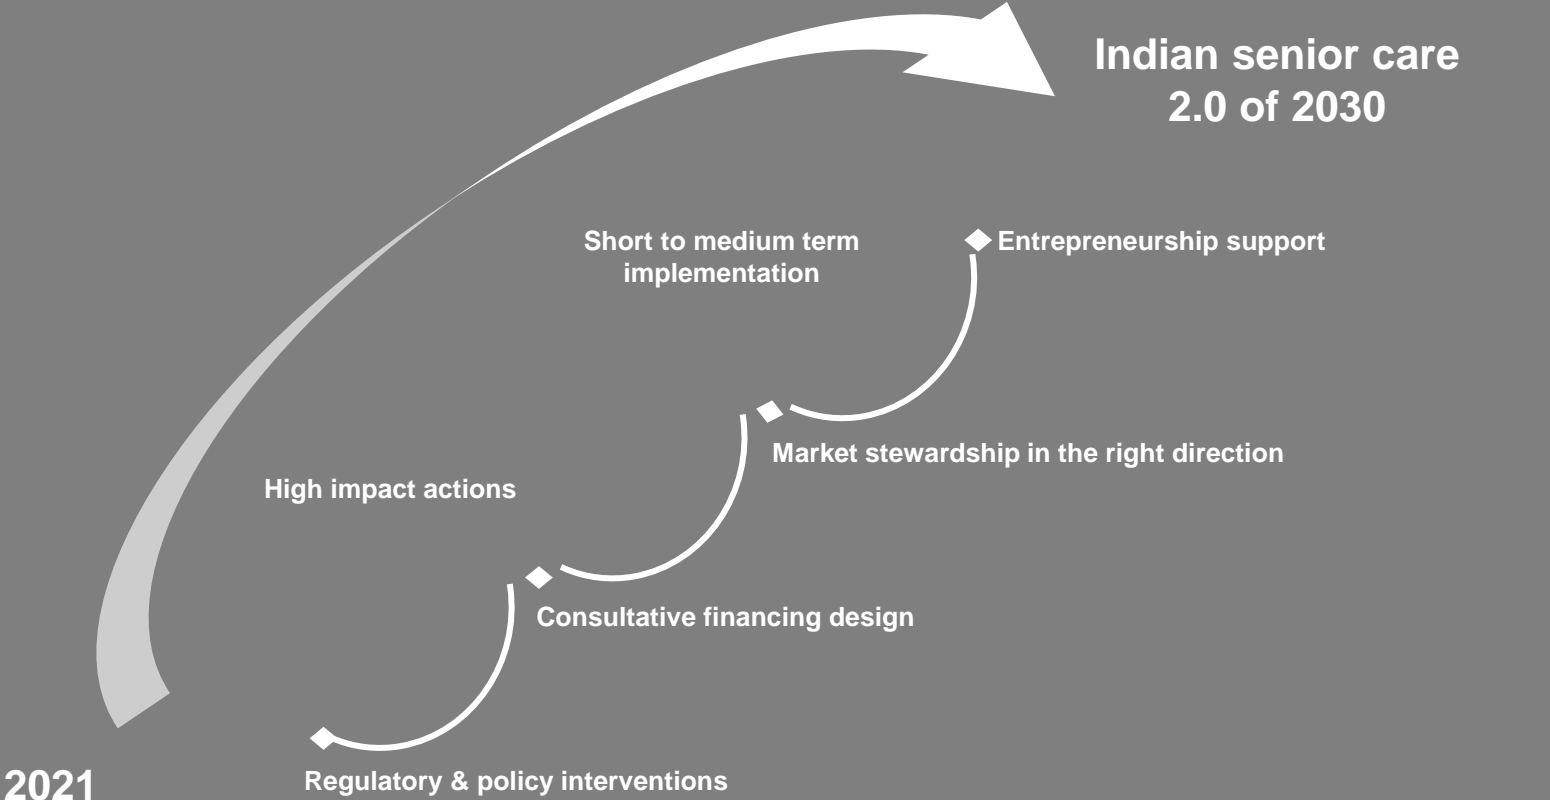 Indian senior care
2.0 of 2030
Short to medium term
implementation
Entrepreneurship support
Market stewardship in the right direction
High impact actions
Consultative financing design
Regulatory & policy interventions
2021